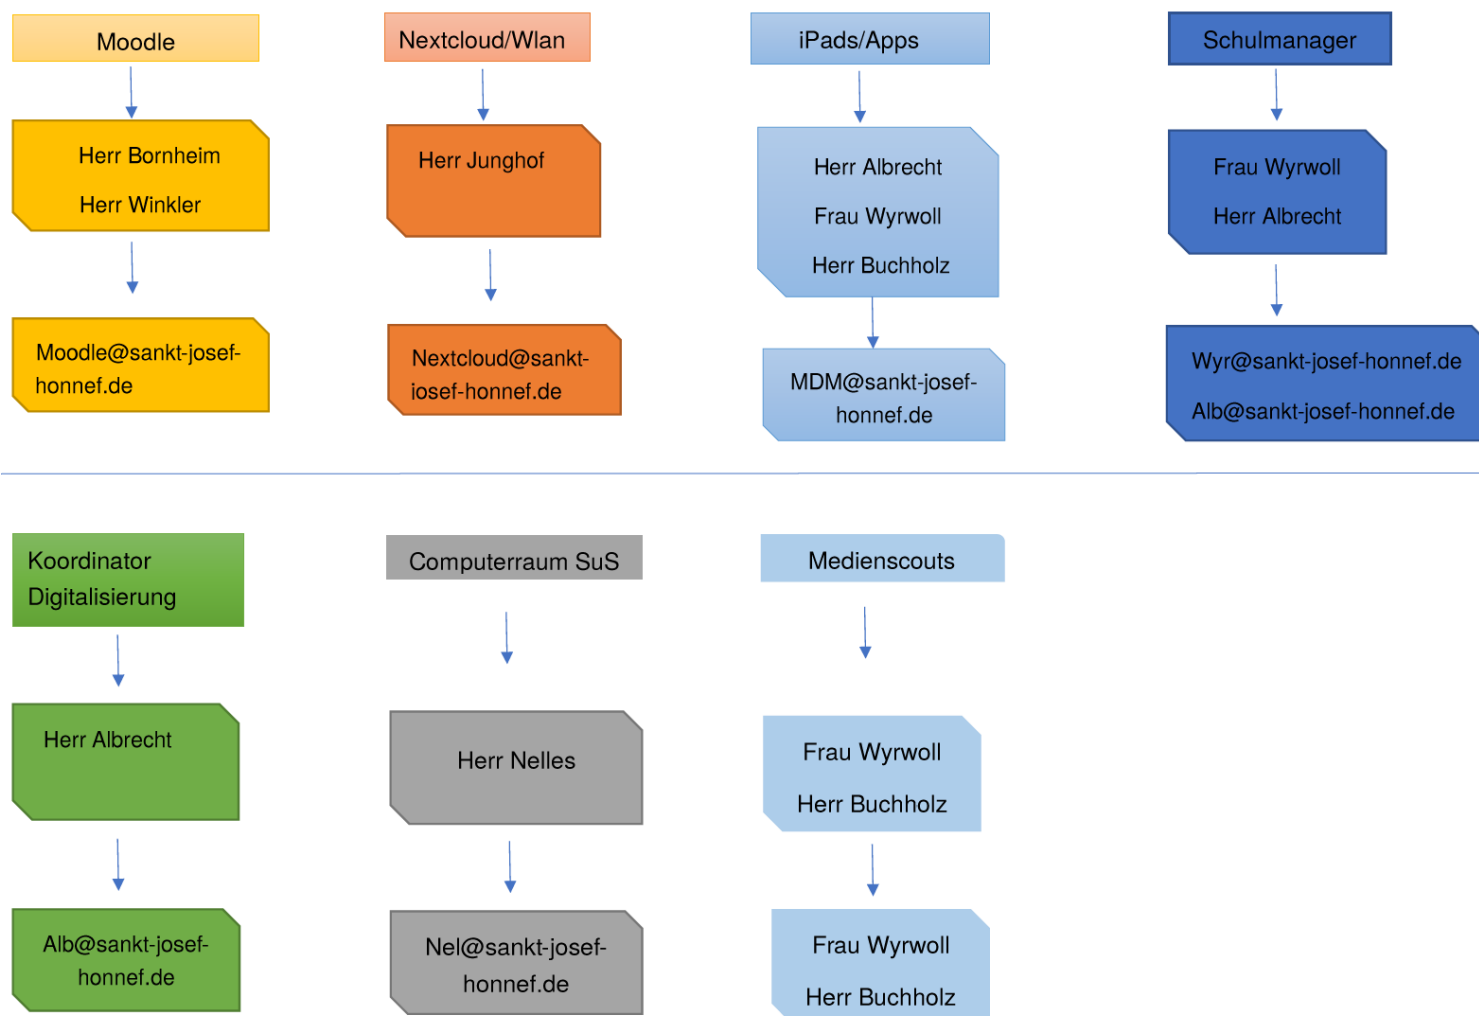 Moodle
Herr Bornheim
Herr Winkler
Moodle@sankt-josef-
honnef.de
Nextcloud/Wlan
Herr Junghof
Nextcloud@sankt-
josef-honnef.de
iPads/Apps
Herr Albrecht
Frau Wyrwoll
Herr Buchholz
MDM@sankt-josef-
honnef.de
Schulmanager
Frau Wyrwoll
Herr Albrecht
Wyr@sankt-josef-honnef.de
Alb@sankt-josef-honnef.de
Koordinator
Digitalisierung
Herr Albrecht
Alb@sankt-josef-
honnef.de
Computerraum SuS
Herr Nelles
Nel@sankt-josef-
honnef.de
Medienscouts
Frau Wyrwoll
Herr Buchholz
Frau Wyrwoll
Herr Buchholz